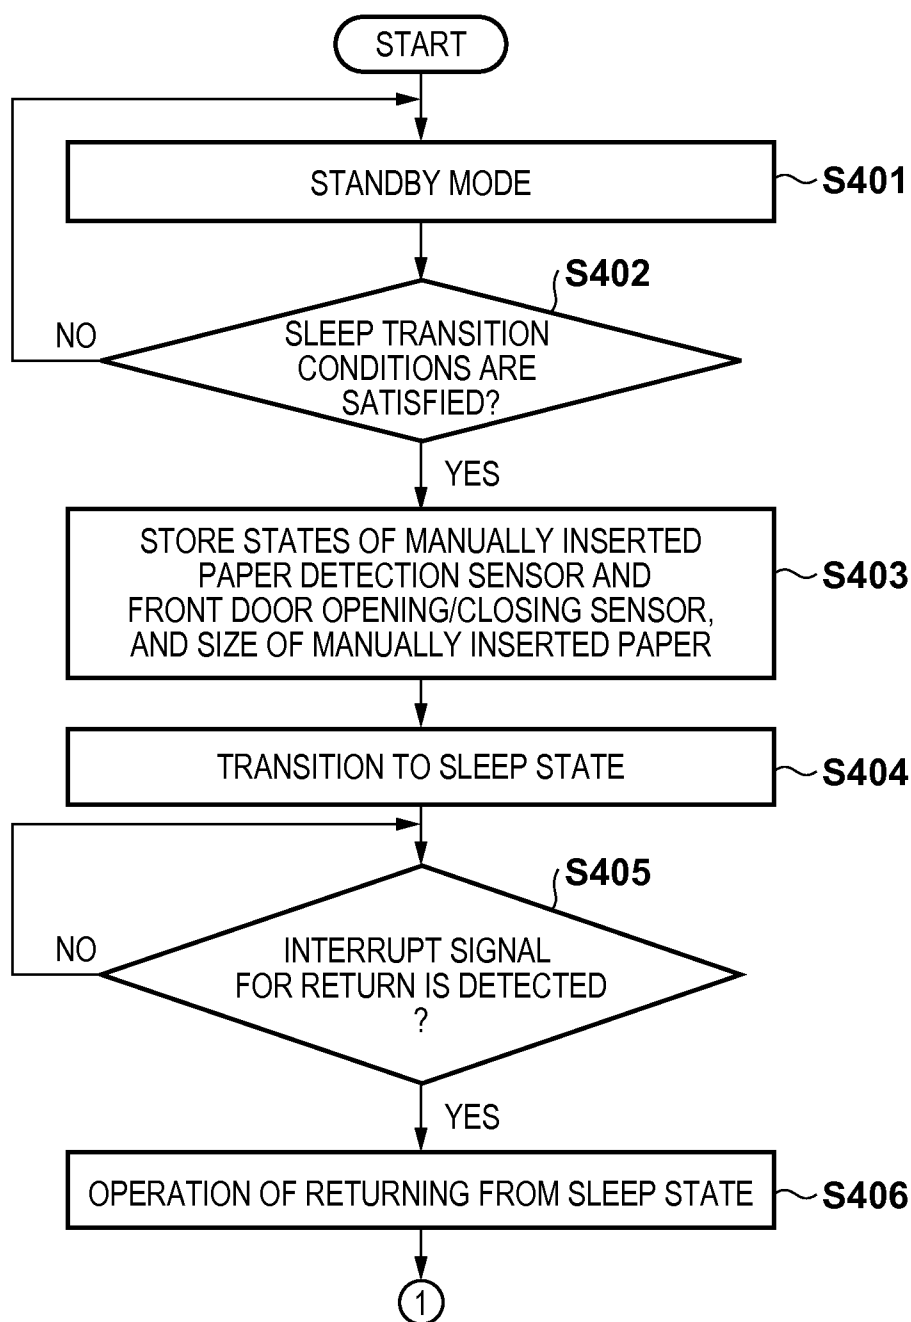 START
STANDBY MODE
S401
S402
NO
SLEEP TRANSITION
CONDITIONS ARE
SATISFIED?
YES
STORE STATES OF MANUALLY INSERTED
PAPER DETECTION SENSOR AND
FRONT DOOR OPENING/CLOSING SENSOR,
AND SIZE OF MANUALLY INSERTED PAPER
S403
TRANSITION TO SLEEP STATE
S404
S405
NO
INTERRUPT SIGNAL
FOR RETURN IS DETECTED
?
YES
OPERATION OF RETURNING FROM SLEEP STATE
S406
1